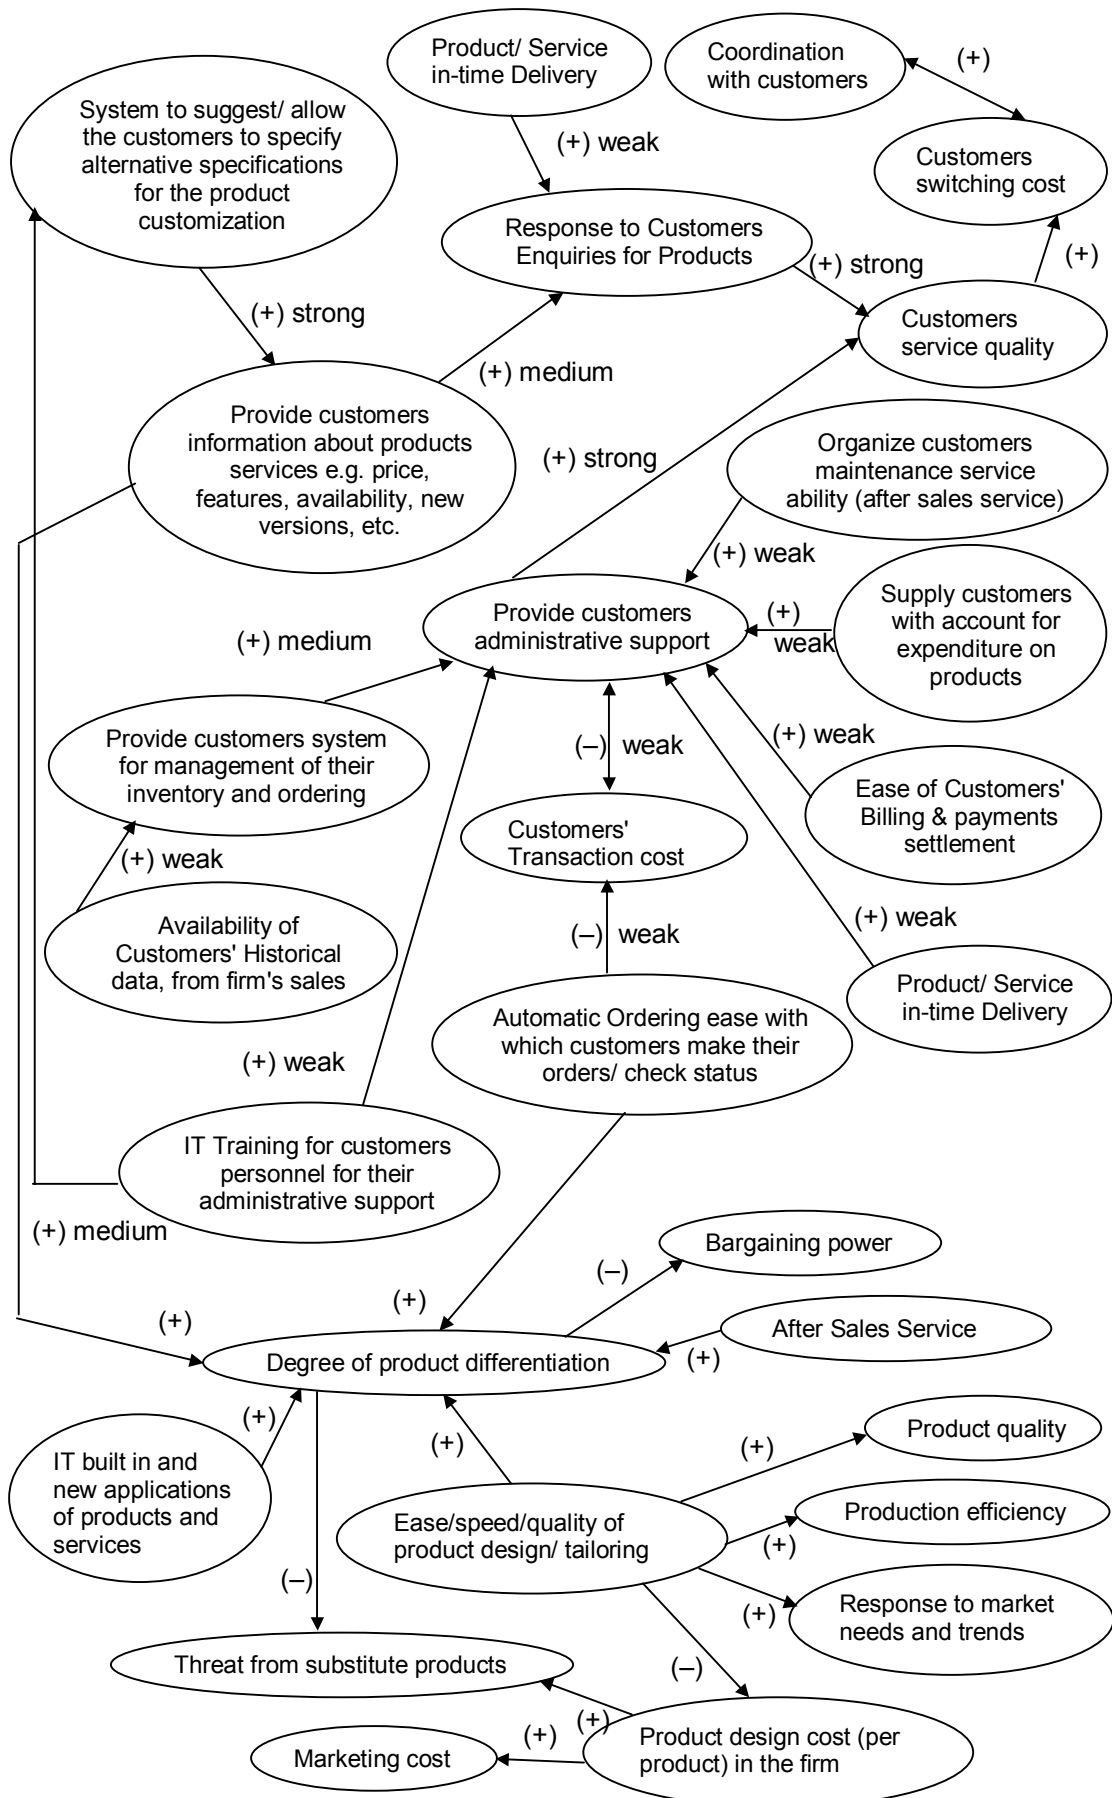 Product/ Service
in-time Delivery
Coordination
with customers
(+)
System to suggest/ allow
the customers to specify
alternative specifications
for the product
customization
(+) weak
Customers
switching cost
Response to Customers
Enquiries for Products
(+) strong
(+)
(+) strong
Customers
service quality
(+) medium
Provide customers
information about products
services e.g. price,
features, availability, new
versions, etc.
(+) strong
Organize customers
maintenance service
ability (after sales service)
(+) weak
Provide customers
administrative support
(+)
weak
Supply customers
with account for
expenditure on
products
(+) medium
Provide customers system
for management of their
inventory and ordering
(–) weak
(+) weak
Ease of Customers'
Billing & payments
settlement
Customers'
Transaction cost
(+) weak
Availability of
Customers' Historical
data, from firm's sales
(–) weak
(+) weak
Product/ Service
in-time Delivery
Automatic Ordering ease with
which customers make their
orders/ check status
(+) weak
IT Training for customers
personnel for their
administrative support
(+) medium
Bargaining power
(–)
(+)
(+)
After Sales Service
(+)
Degree of product differentiation
(+)
(+)
Product quality
(+)
IT built in and
new applications
of products and
services
Ease/speed/quality of
product design/ tailoring
Production efficiency
(+)
(–)
(+)
Response to market
needs and trends
Threat from substitute products
(–)
(+)
(+)
Product design cost (per
product) in the firm
Marketing cost